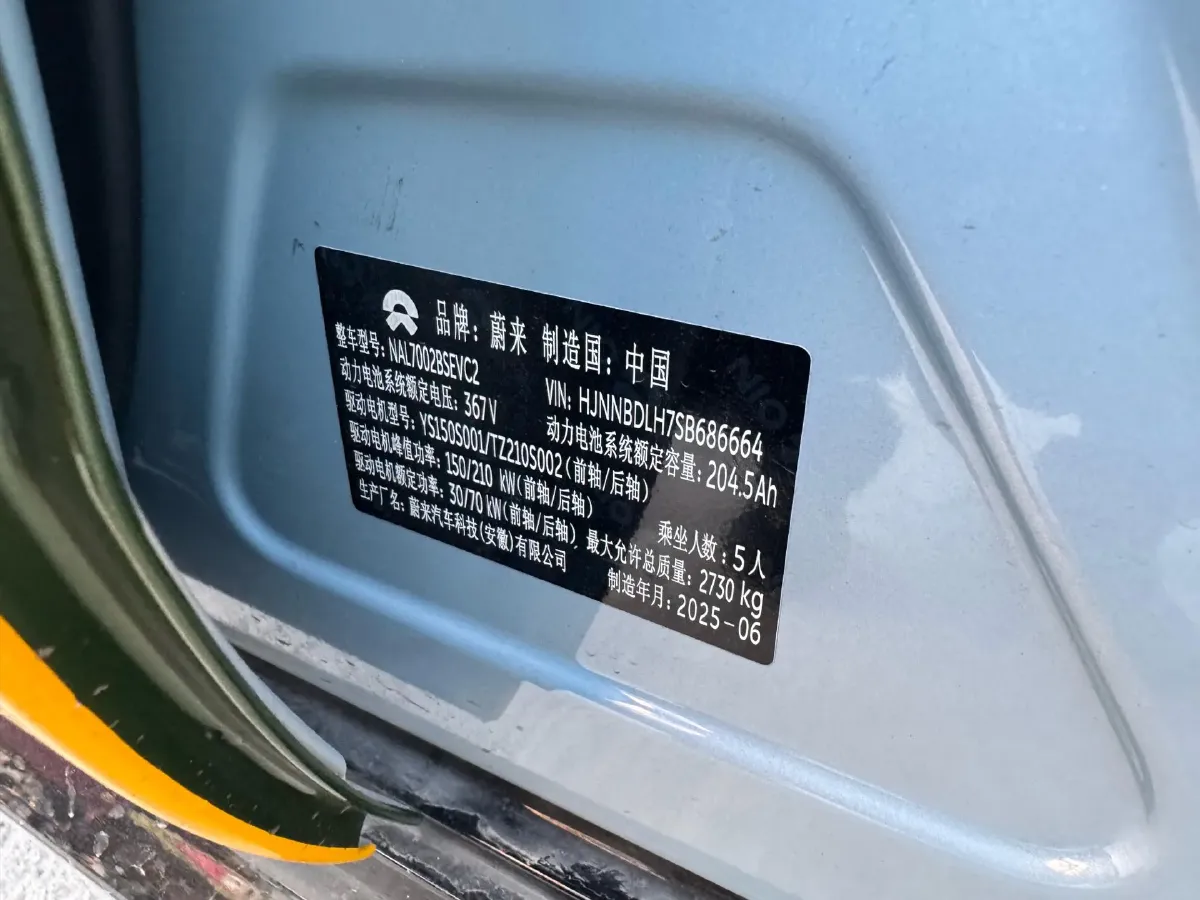 品牌：蔚来 制造国：中国
整车型号：NAL7002BSEVC2 VIN：HJNNBDLH7SB686664
动力电池系统额定电压：367V 动力电池系统额定容量：204.5Ah
驱动电机型号：YS150S001/TZ210S002(前轴/后轴)
驱动电机峰值功率：150/210 kW(前轴/后轴) 乘坐人数：5人
驱动电机额定功率：30/70 kW(前轴/后轴) 最大允许总质量：2730 kg
生产厂名：蔚来汽车科技(安徽)有限公司 制造年月：2025-06